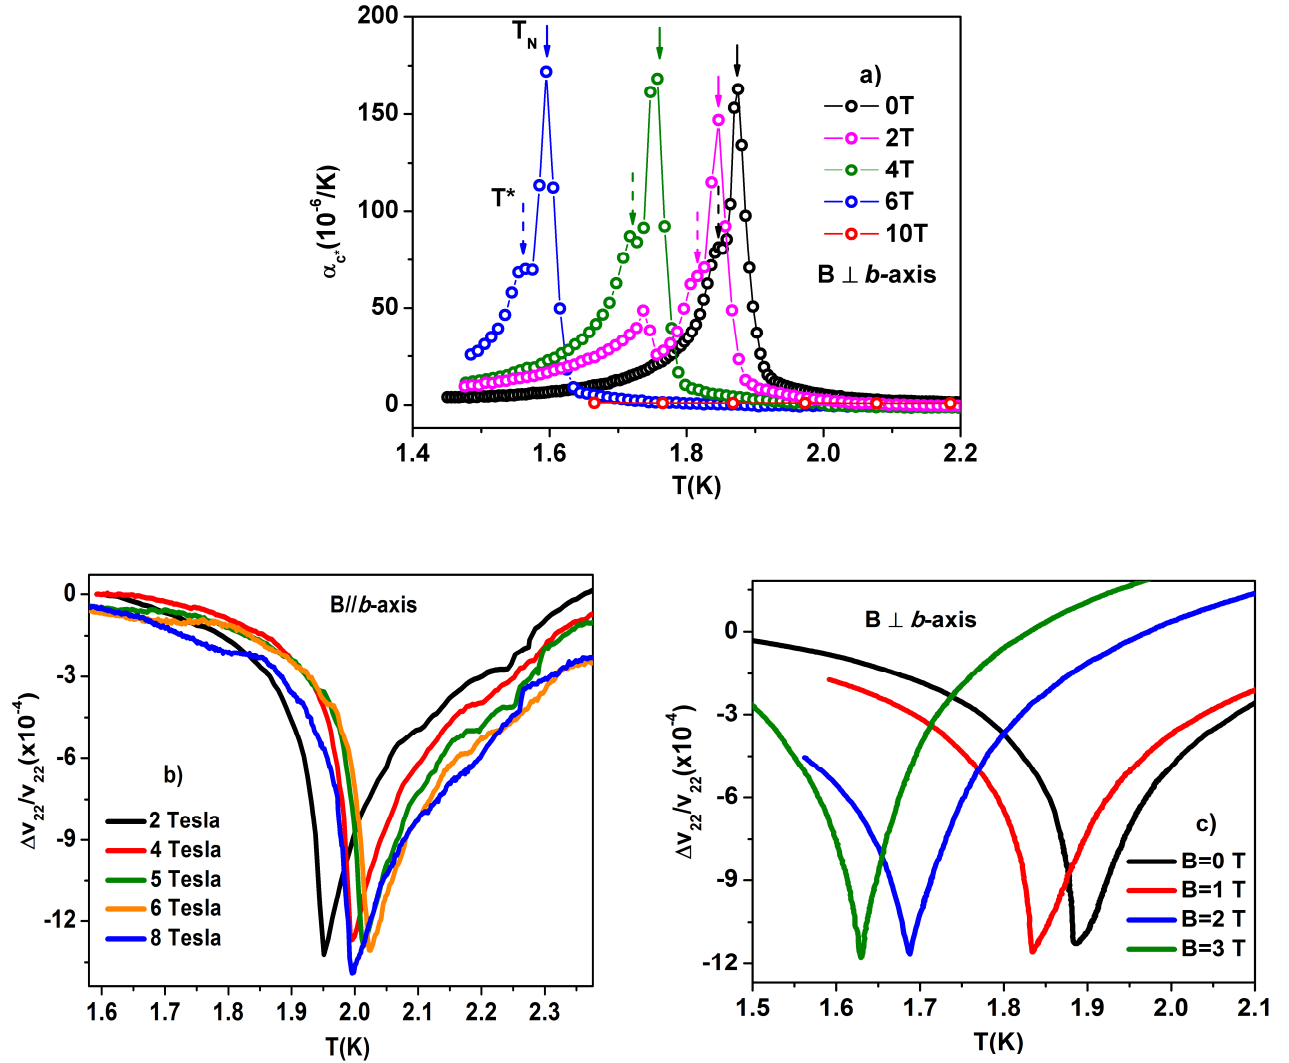 200
150
100
50
0
α_c*(10⁻⁶/K)
T_N
T*
a)
0T
2T
4T
6T
10T
B ⊥ b-axis
1.4 1.6 1.8 2.0 2.2
T(K)
0
-3
-6
-9
-12
Δv₂₂/v₂₂(x10⁻⁴)
B//b-axis
b)
2 Tesla
4 Tesla
5 Tesla
6 Tesla
8 Tesla
1.6 1.7 1.8 1.9 2.0 2.1 2.2 2.3
T(K)
0
-3
-6
-9
-12
Δv₂₂/v₂₂(x10⁻⁴)
B ⊥ b-axis
c)
B=0 T
B=1 T
B=2 T
B=3 T
1.5 1.6 1.7 1.8 1.9 2.0 2.1
T(K)